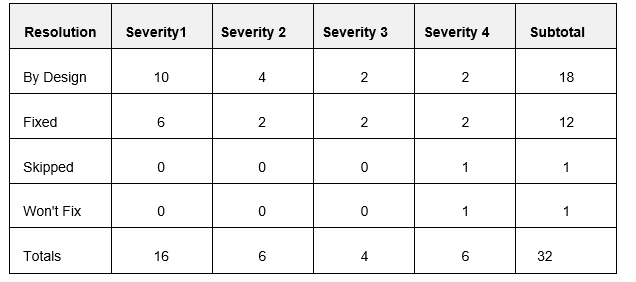 Resolution Severity1 Severity 2 Severity 3 Severity 4 Subtotal
By Design 10 4 2 2 18
Fixed 6 2 2 2 12
Skipped 0 0 0 1 1
Won't Fix 0 0 0 1 1
Totals 16 6 4 6 32